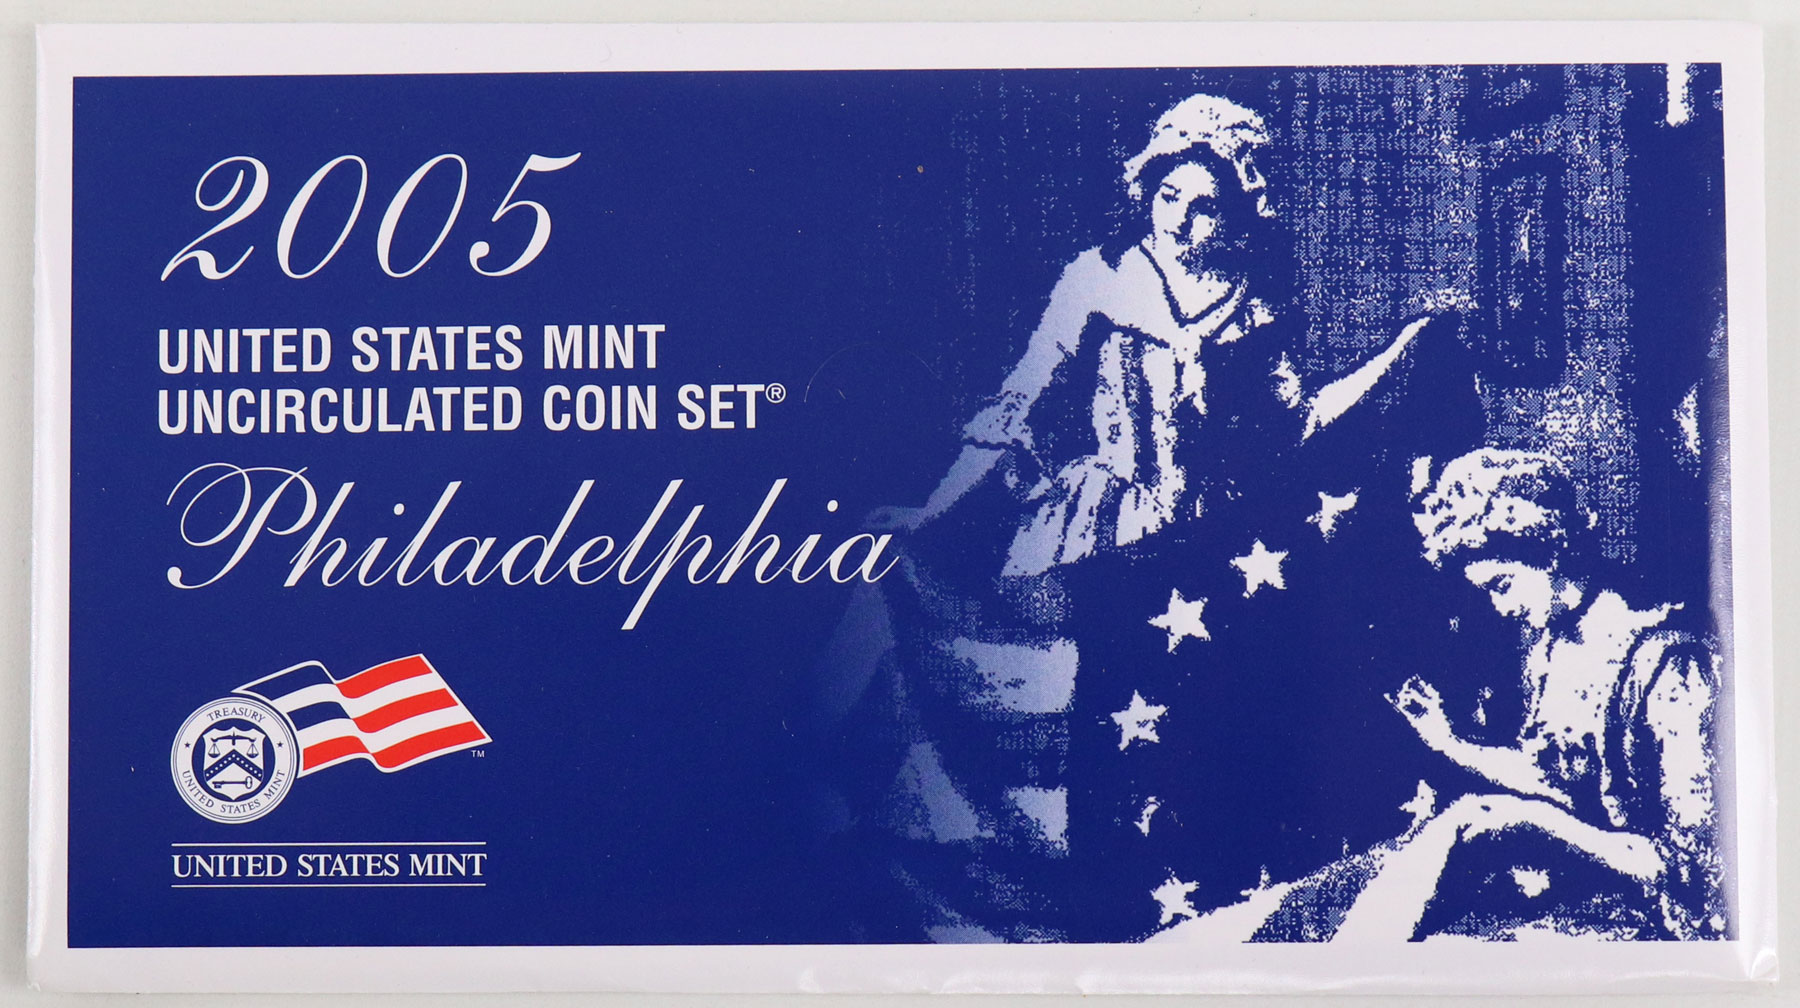 2005
UNITED STATES MINT
UNCIRCULATED COIN SET®
Philadelphia
TREASURY
UNITED STATES MINT
TM
UNITED STATES MINT